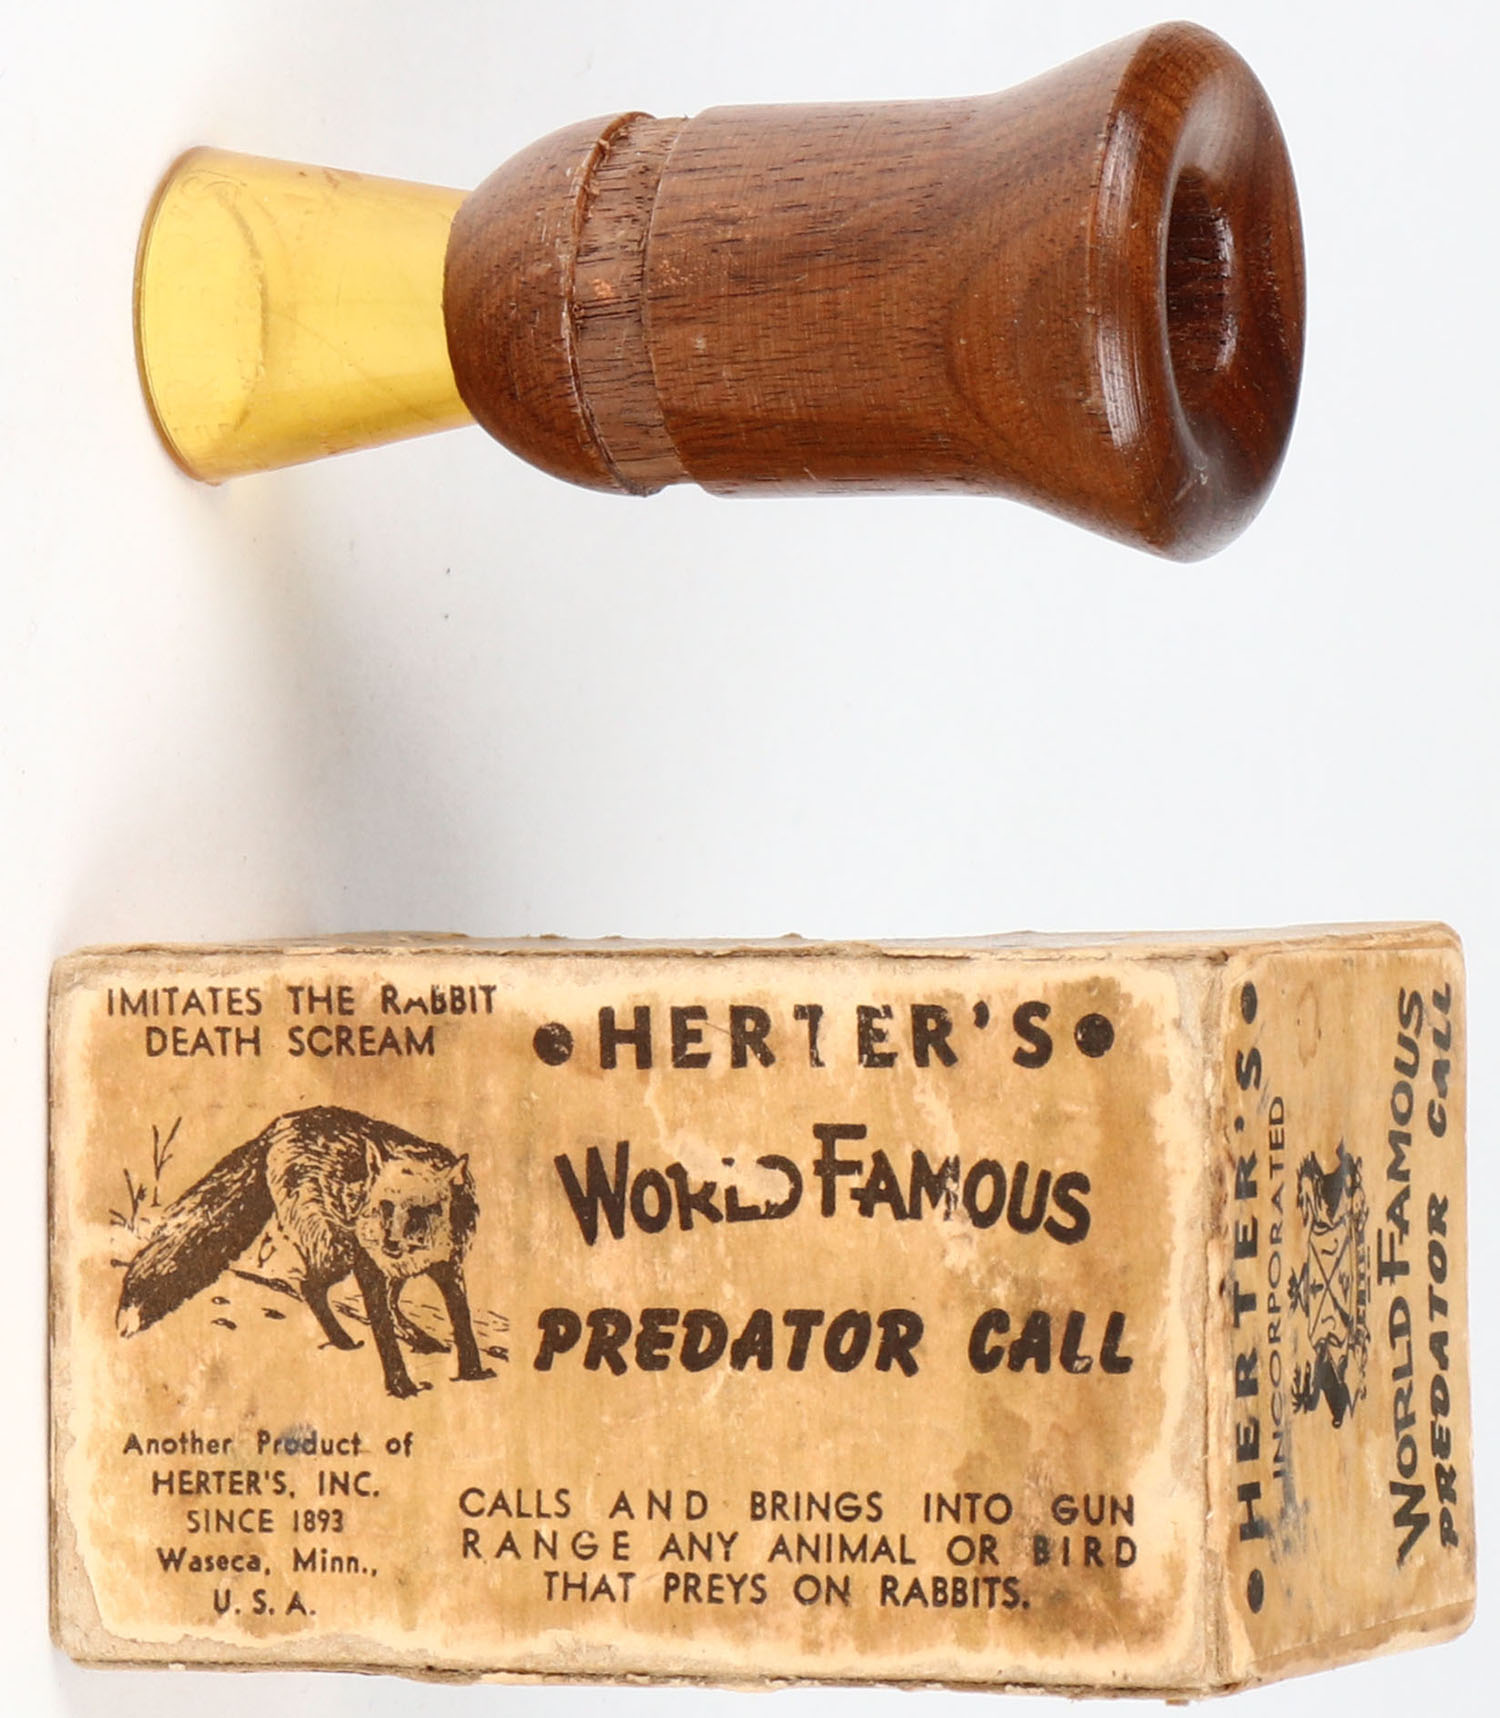 IMITATES THE RABBIT
DEATH SCREAM
•HERTER'S•
WORLD FAMOUS
PREDATOR CALL
Another Product of
HERTER'S, INC.
SINCE 1893
Waseca, Minn.,
U. S. A.
CALLS AND BRINGS INTO GUN
RANGE ANY ANIMAL OR BIRD
THAT PREYS ON RABBITS.
•HERTER'S•
INCORPORATED
WORLD FAMOUS
PREDATOR CALL